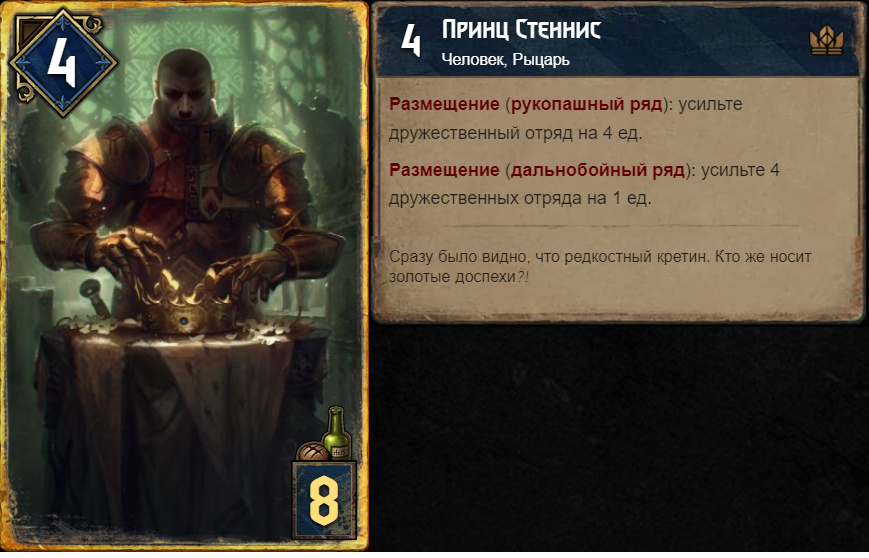 4
8
4
Принц Стеннис
Человек, Рыцарь
Размещение (рукопашный ряд): усильте
дружественный отряд на 4 ед.
Размещение (дальнобойный ряд): усильте 4
дружественных отряда на 1 ед.
Сразу было видно, что редкостный кретин. Кто же носит
золотые доспехи?!